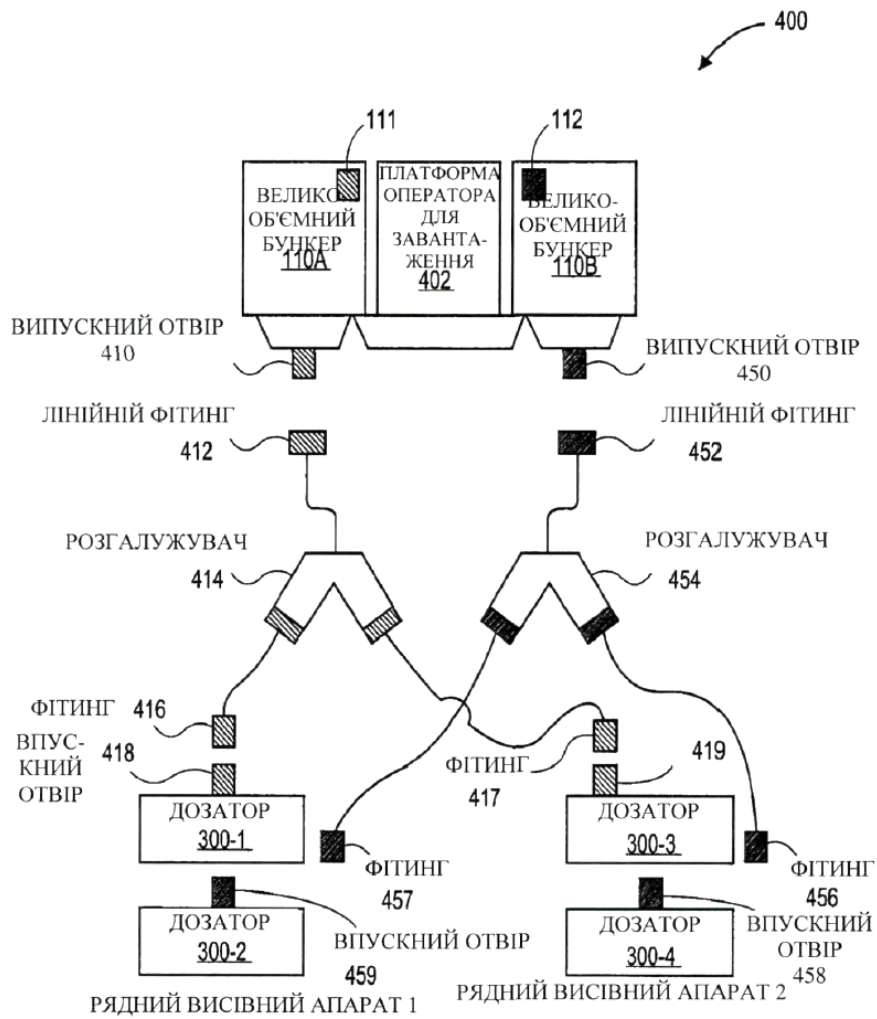 400
111
112
ВЕЛИКО-
ОБ'ЄМНИЙ
БУНКЕР
110A
ПЛАТФОРМА
ОПЕРАТОРА
ДЛЯ
ЗАВАНТА-
ЖЕННЯ
402
ВЕЛИКО-
ОБ'ЄМНИЙ
БУНКЕР
110B
ВИПУСКНИЙ ОТВІР
410
ВИПУСКНИЙ ОТВІР
450
ЛІНІЙНІЙ ФІТИНГ
412
ЛІНІЙНІЙ ФІТИНГ
452
РОЗГАЛУЖУВАЧ
414
РОЗГАЛУЖУВАЧ
454
ФІТИНГ 416
ВПУС-
КНИЙ
ОТВІР
418
ФІТИНГ
417
419
ДОЗАТОР
300-1
ДОЗАТОР
300-3
ФІТИНГ
457
ФІТИНГ
456
ДОЗАТОР
300-2
ВПУСКНИЙ ОТВІР
459
ДОЗАТОР
300-4
ВПУСКНИЙ
ОТВІР
458
РЯДНИЙ ВИСІВНИЙ АПАРАТ 1
РЯДНИЙ ВИСІВНИЙ АПАРАТ 2